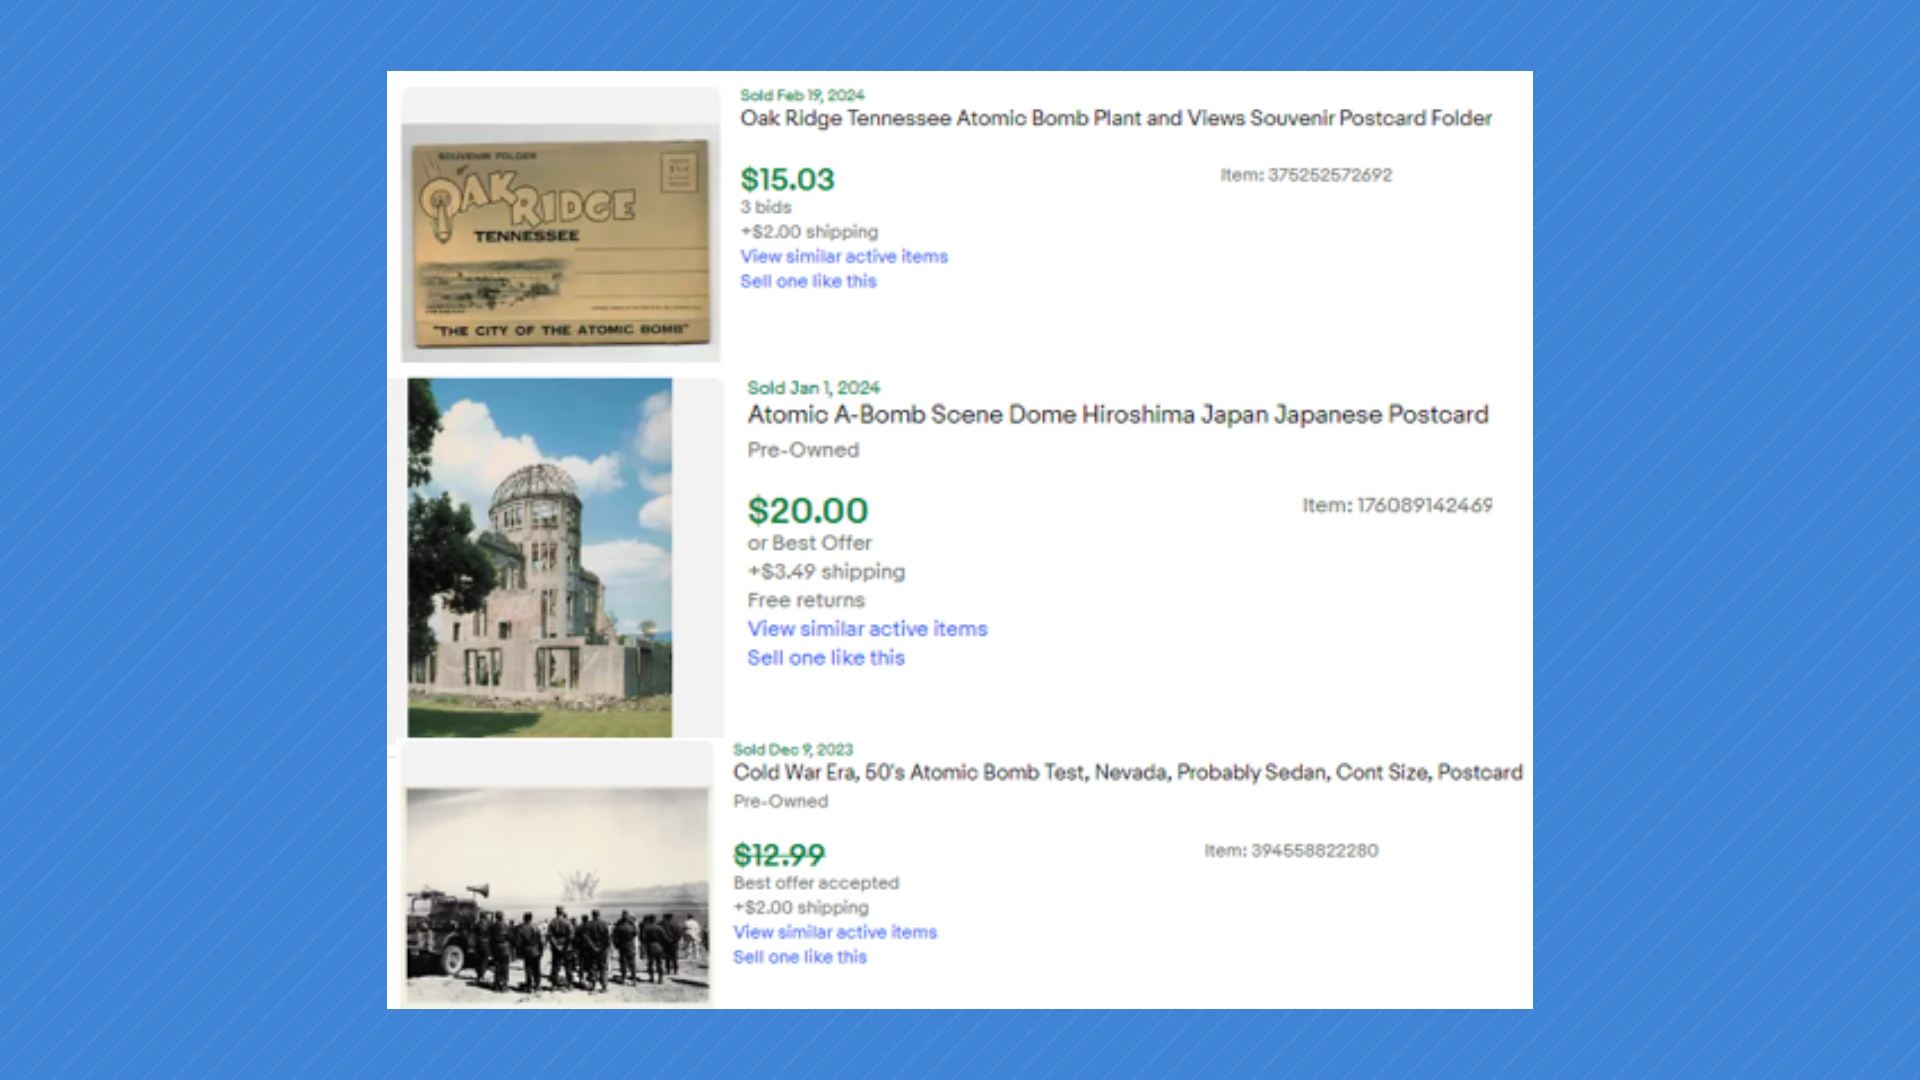 Sold Feb 19, 2024
Oak Ridge Tennessee Atomic Bomb Plant and Views Souvenir Postcard Folder
$15.03
Item: 375252572692
3 bids
+$2.00 shipping
View similar active items
Sell one like this
SOUVENIR FOLDER
OAK RIDGE
TENNESSEE
"THE CITY OF THE ATOMIC BOMB"
Sold Jan 1, 2024
Atomic A-Bomb Scene Dome Hiroshima Japan Japanese Postcard
Pre-Owned
$20.00
Item: 176089142469
or Best Offer
+$3.49 shipping
Free returns
View similar active items
Sell one like this
Sold Dec 9, 2023
Cold War Era, 50's Atomic Bomb Test, Nevada, Probably Sedan, Cont Size, Postcard
Pre-Owned
$12.99
Item: 394558822280
Best offer accepted
+$2.00 shipping
View similar active items
Sell one like this